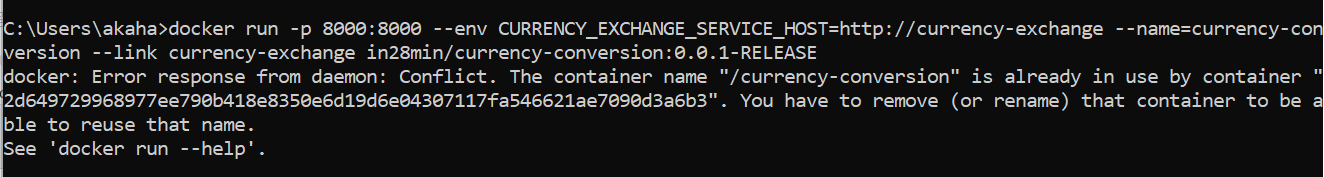 C:\Users\akaha>docker run -p 8000:8000 --env CURRENCY_EXCHANGE_SERVICE_HOST=http://currency-exchange --name=currency-con
version --link currency-exchange in28min/currency-conversion:0.0.1-RELEASE
docker: Error response from daemon: Conflict. The container name "/currency-conversion" is already in use by container "
2d649729968977ee790b418e8350e6d19d6e04307117fa546621ae7090d3a6b3". You have to remove (or rename) that container to be a
ble to reuse that name.
See 'docker run --help'.